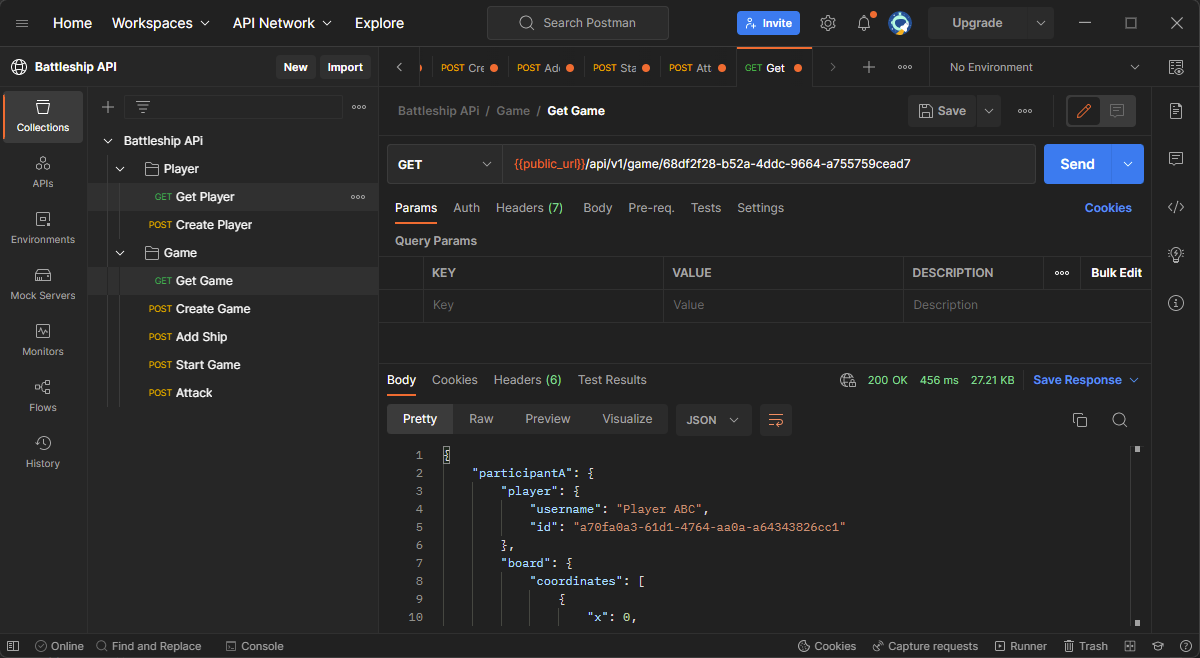 Home Workspaces API Network Explore Search Postman Invite Upgrade
Battleship API New Import POST Cre POST Add POST Sta POST Att GET Get No Environment
Collections
APIs
Environments
Mock Servers
Monitors
Flows
History
Battleship APi
Player
GET Get Player
POST Create Player
Game
GET Get Game
POST Create Game
POST Add Ship
POST Start Game
POST Attack
Battleship APi / Game / Get Game Save
GET {{public_url}}/api/v1/game/68df2f28-b52a-4ddc-9664-a755759cead7 Send
Params Auth Headers (7) Body Pre-req. Tests Settings Cookies
Query Params
KEY VALUE DESCRIPTION Bulk Edit
Key Value Description
Body Cookies Headers (6) Test Results 200 OK 456 ms 27.21 KB Save Response
Pretty Raw Preview Visualize JSON
1 {
2 "participantA": {
3 "player": {
4 "username": "Player ABC",
5 "id": "a70fa0a3-61d1-4764-aa0a-a64343826cc1"
6 },
7 "board": {
8 "coordinates": [
9 {
10 "x": 0,
Online Find and Replace Console Cookies Capture requests Runner Trash